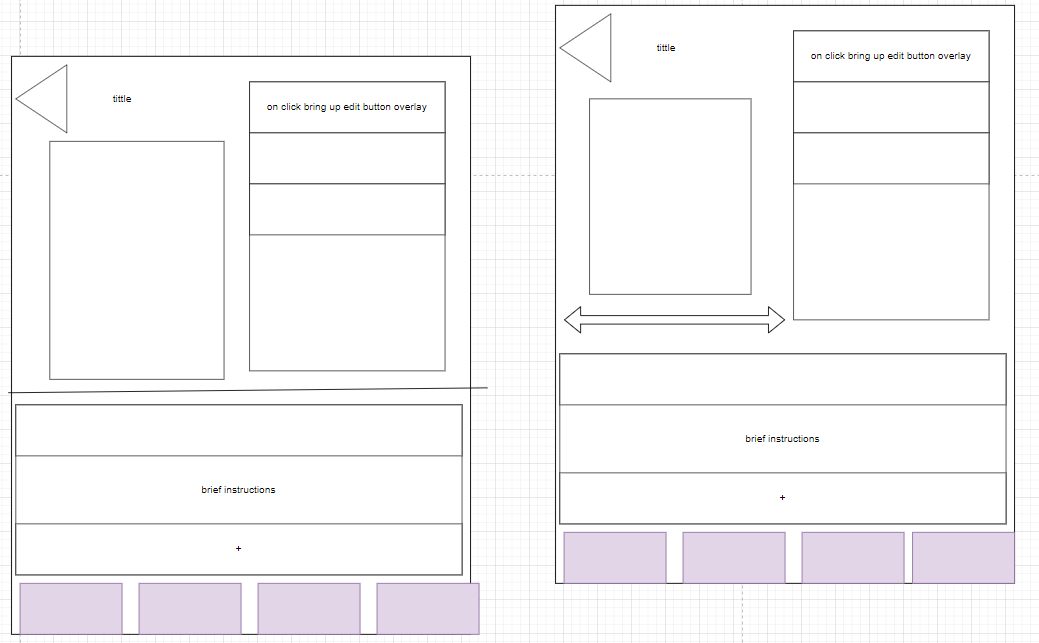 tittle
on click bring up edit button overlay
brief instructions
+
tittle
on click bring up edit button overlay
brief instructions
+